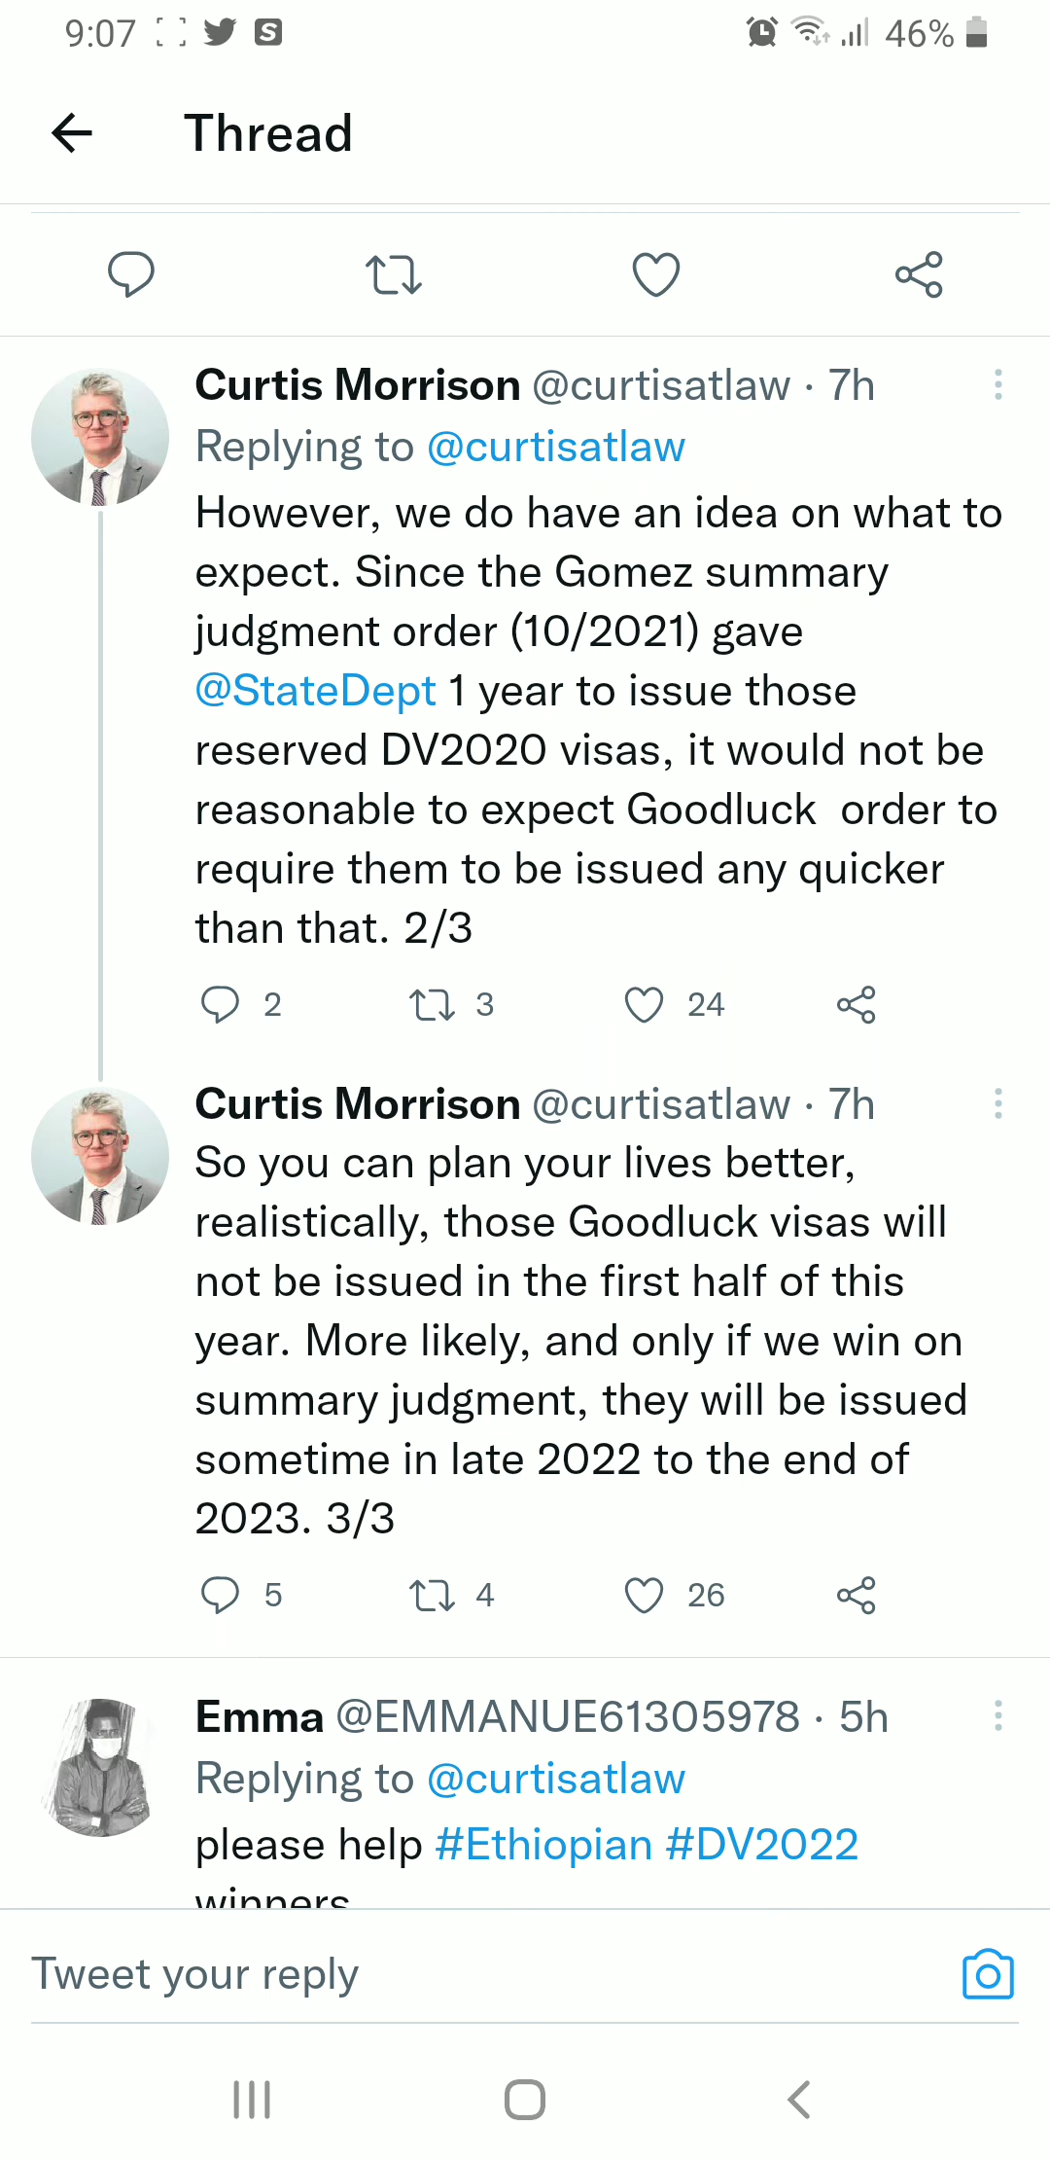 9:07 S 46%
Thread
Curtis Morrison @curtisatlaw · 7h
Replying to @curtisatlaw
However, we do have an idea on what to
expect. Since the Gomez summary
judgment order (10/2021) gave
@StateDept 1 year to issue those
reserved DV2020 visas, it would not be
reasonable to expect Goodluck  order to
require them to be issued any quicker
than that. 2/3
2 3 24
Curtis Morrison @curtisatlaw · 7h
So you can plan your lives better,
realistically, those Goodluck visas will
not be issued in the first half of this
year. More likely, and only if we win on
summary judgment, they will be issued
sometime in late 2022 to the end of
2023. 3/3
5 4 26
Emma @EMMANUE61305978 · 5h
Replying to @curtisatlaw
please help #Ethiopian #DV2022
winners
Tweet your reply